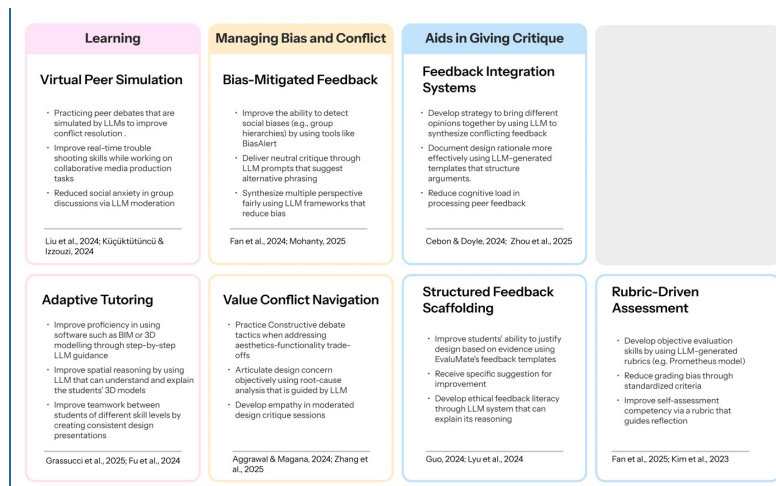 Learning
Managing Bias and Conflict
Aids in Giving Critique
Virtual Peer Simulation
• Practicing peer debates that are
simulated by LLMs to improve
conflict resolution .
• Improve real-time trouble
shooting skills while working on
collaborative media production
tasks
• Reduced social anxiety in group
discussions via LLM moderation
Liu et al., 2024; Küçüktütüncü &
Izzouzi, 2024
Bias-Mitigated Feedback
• Improve the ability to detect
social biases (e.g., group
hierarchies) by using tools like
BiasAlert
• Deliver neutral critique through
LLM prompts that suggest
alternative phrasing
• Synthesize multiple perspective
fairly using LLM frameworks that
reduce bias
Fan et al., 2024; Mohanty, 2025
Feedback Integration
Systems
• Develop strategy to bring different
opinions together by using LLM to
synthesize conflicting feedback
• Document design rationale more
effectively using LLM-generated
templates that structure
arguments.
• Reduce cognitive load in
processing peer feedback
Cebon & Doyle, 2024; Zhou et al., 2025
Adaptive Tutoring
• Improve proficiency in using
software such as BIM or 3D
modelling through step-by-step
LLM guidance
• Improve spatial reasoning by using
LLM that can understand and explain
the students' 3D models
• Improve teamwork between
students of different skill levels by
creating consistent design
presentations
Grassucci et al., 2025; Fu et al., 2024
Value Conflict Navigation
• Practice Constructive debate
tactics when addressing
aesthetics-functionality trade-
offs
• Articulate design concern
objectively using root-cause
analysis that is guided by LLM
• Develop empathy in moderated
design critique sessions
Aggrawal & Magana, 2024; Zhang et
al., 2025
Structured Feedback
Scaffolding
• Improve students' ability to justify
design based on evidence using
EvaluMate's feedback templates
• Receive specific suggestion for
improvement
• Develop ethical feedback literacy
through LLM system that can
explain its reasoning
Guo, 2024; Lyu et al., 2024
Rubric-Driven
Assessment
• Develop objective evaluation
skills by using LLM-generated
rubrics (e.g. Prometheus model)
• Reduce grading bias through
standardized criteria
• Improve self-assessment
competency via a rubric that
guides reflection
Fan et al., 2025; Kim et al., 2023